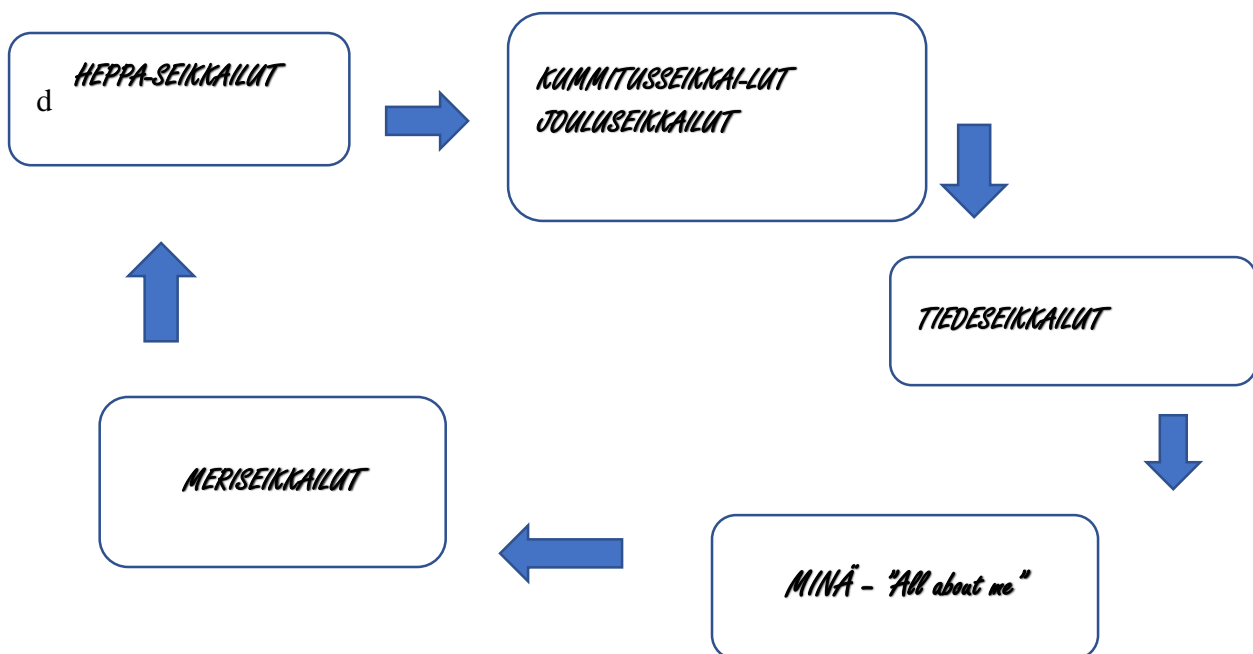 HEPPA-SEIKKAILUT
d
KUMMITUSSEIKKAI-LUT
JOULUSEIKKAILUT
TIEDESEIKKAILUT
MERISEIKKAILUT
MINÄ – "All about me"